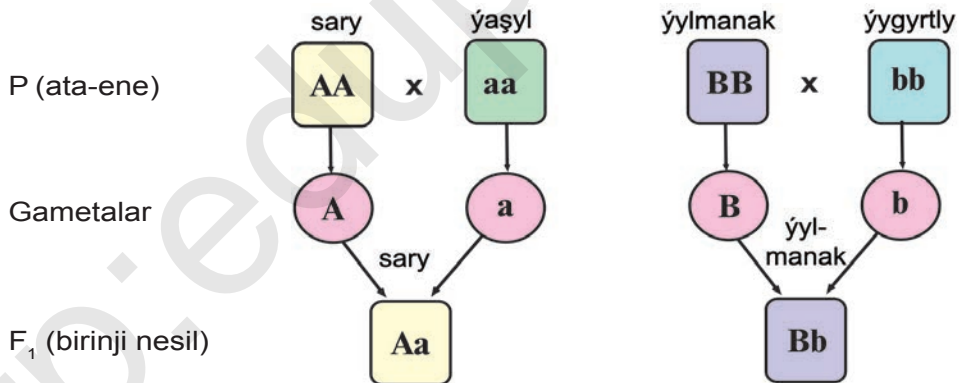 sary ýaşyl ýylmanak ýygyrtly
P (ata-ene) AA x aa BB x bb
Gametalar A a B b
sary ýyl-
manak
F₁ (birinji nesil) Aa Bb